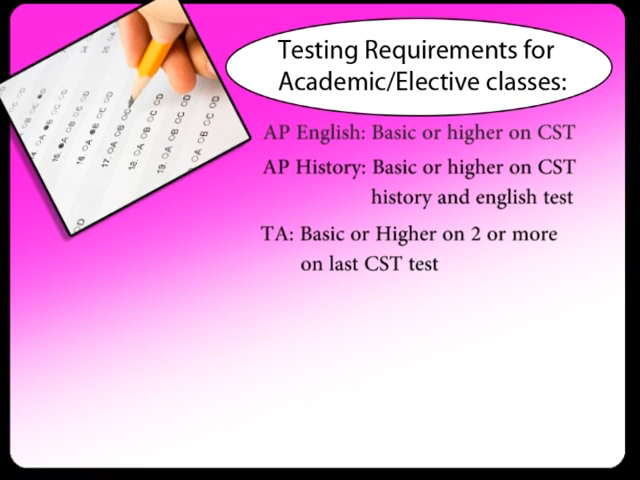 Testing Requirements for
Academic/Elective classes:
AP English: Basic or higher on CST
AP History: Basic or higher on CST
history and english test
TA: Basic or Higher on 2 or more
on last CST test